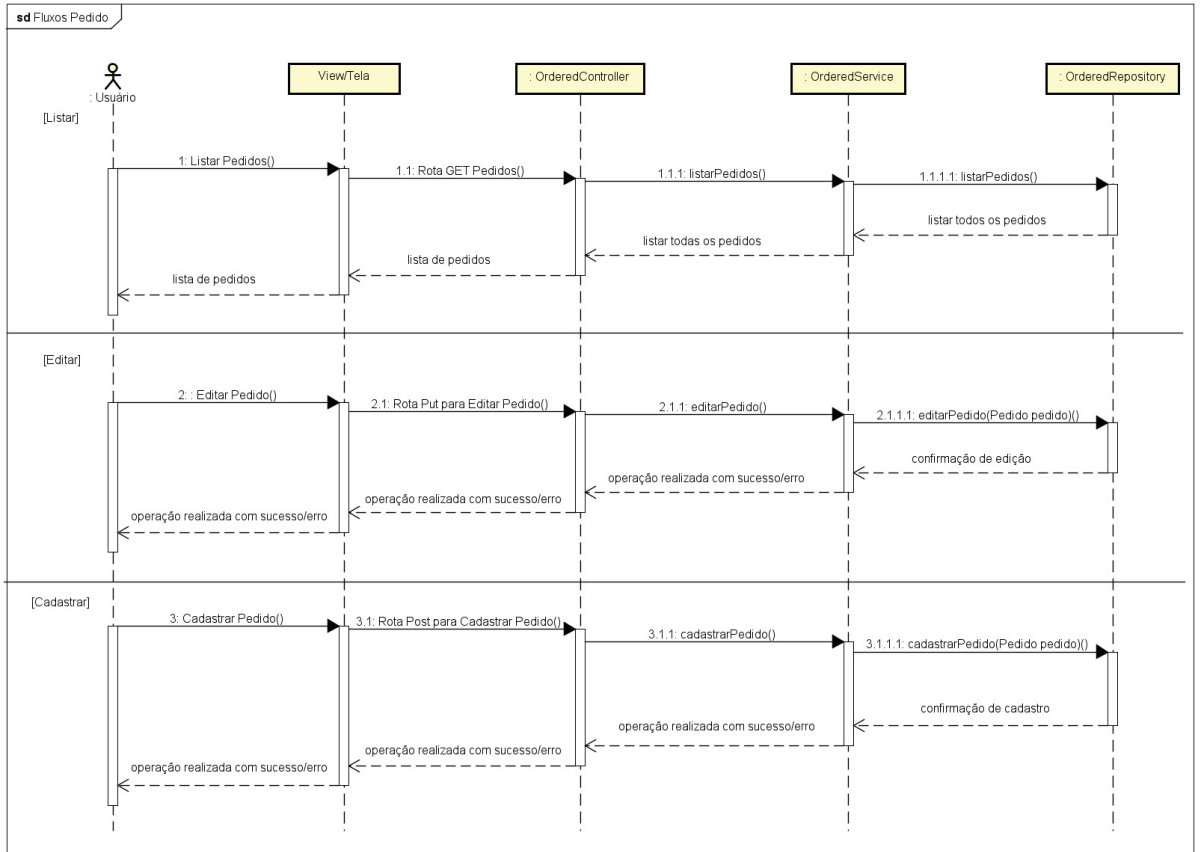 sd Fluxos Pedido
: Usuário
View/Tela
: OrderedController
: OrderedService
: OrderedRepository
[Listar]
1: Listar Pedidos()
1.1: Rota GET Pedidos()
1.1.1: listarPedidos()
1.1.1.1: listarPedidos()
listar todos os pedidos
listar todas os pedidos
lista de pedidos
lista de pedidos
[Editar]
2: : Editar Pedido()
2.1: Rota Put para Editar Pedido()
2.1.1: editarPedido()
2.1.1.1: editarPedido(Pedido pedido)()
confirmação de edição
operação realizada com sucesso/erro
operação realizada com sucesso/erro
operação realizada com sucesso/erro
[Cadastrar]
3: Cadastrar Pedido()
3.1: Rota Post para Cadastrar Pedido()
3.1.1: cadastrarPedido()
3.1.1.1: cadastrarPedido(Pedido pedido)()
confirmação de cadastro
operação realizada com sucesso/erro
operação realizada com sucesso/erro
operação realizada com sucesso/erro